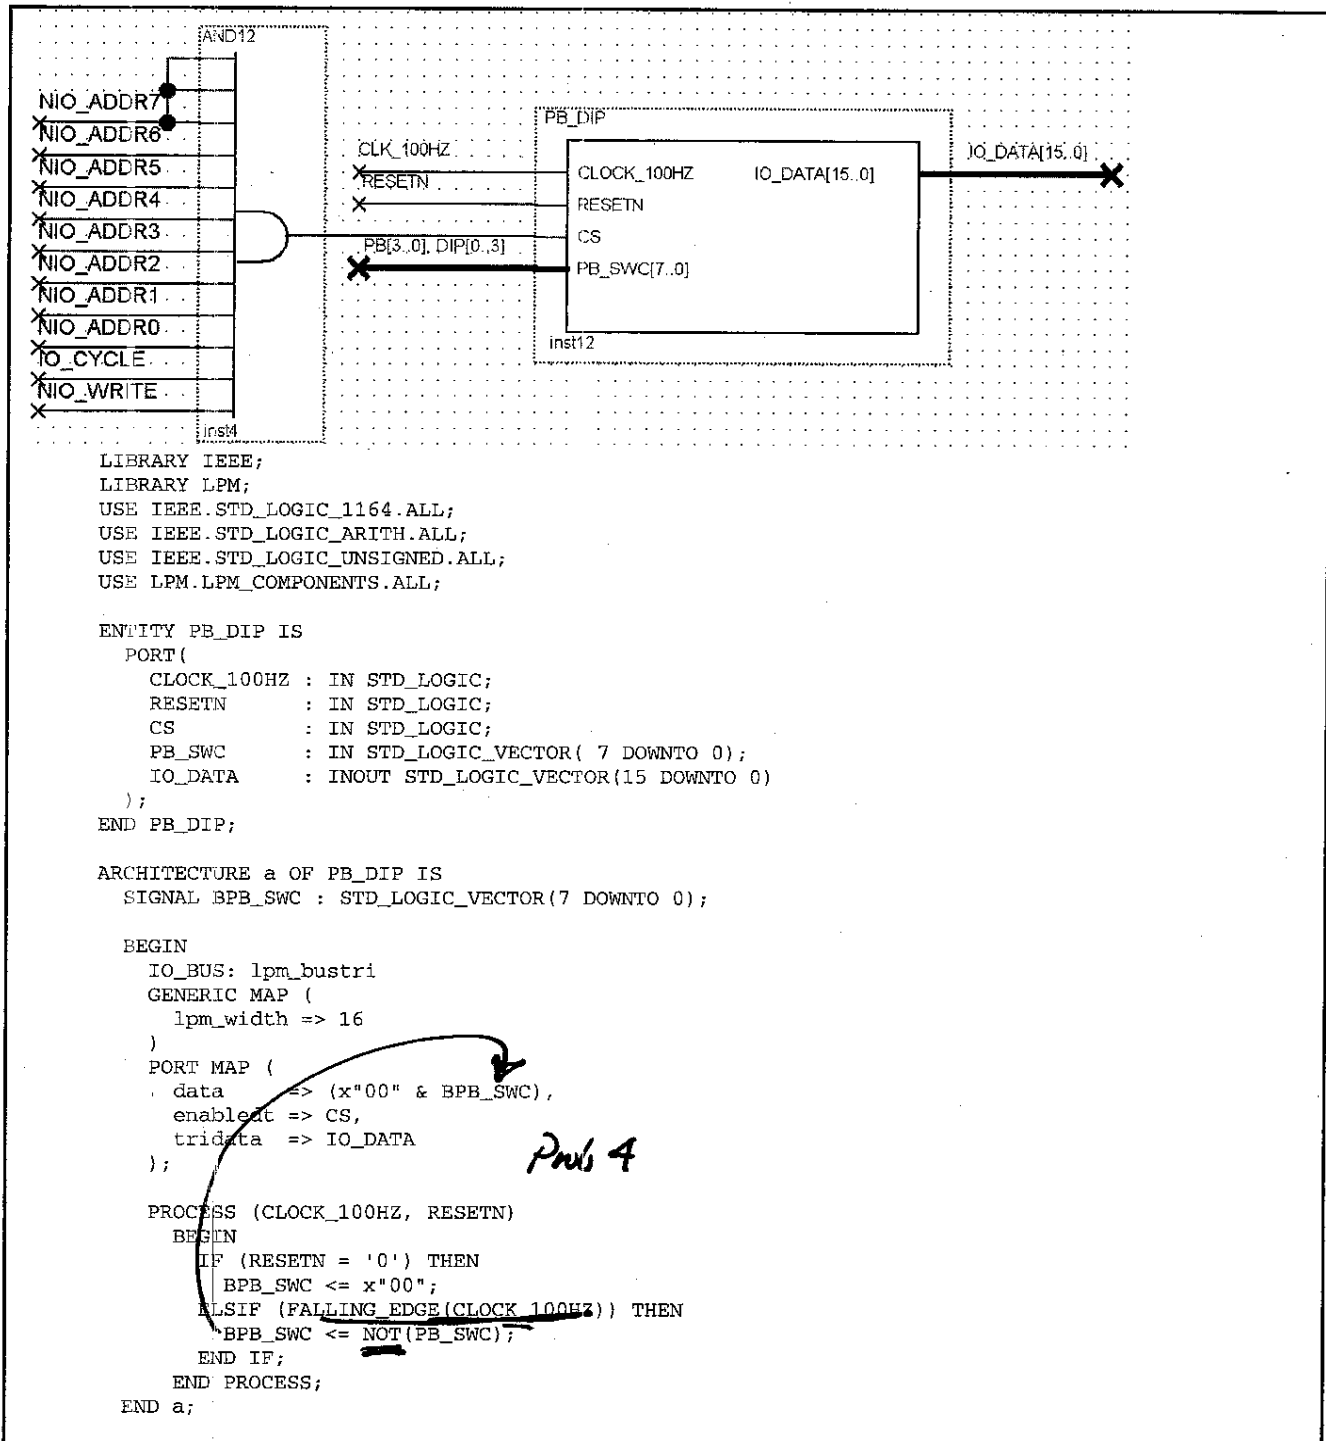 AND12
NIO_ADDR7
NIO_ADDR6
NIO_ADDR5
NIO_ADDR4
NIO_ADDR3
NIO_ADDR2
NIO_ADDR1
NIO_ADDR0
IO_CYCLE
NIO_WRITE
inst4
CLK_100HZ
RESETN
PB[3..0], DIP[0..3]
PB_DIP
CLOCK_100HZ IO_DATA[15..0]
RESETN
CS
PB_SWC[7..0]
inst12
IO_DATA[15..0]
LIBRARY IEEE;
LIBRARY LPM;
USE IEEE.STD_LOGIC_1164.ALL;
USE IEEE.STD_LOGIC_ARITH.ALL;
USE IEEE.STD_LOGIC_UNSIGNED.ALL;
USE LPM.LPM_COMPONENTS.ALL;
ENTITY PB_DIP IS
PORT(
CLOCK_100HZ : IN STD_LOGIC;
RESETN : IN STD_LOGIC;
CS : IN STD_LOGIC;
PB_SWC : IN STD_LOGIC_VECTOR( 7 DOWNTO 0);
IO_DATA : INOUT STD_LOGIC_VECTOR(15 DOWNTO 0)
);
END PB_DIP;
ARCHITECTURE a OF PB_DIP IS
SIGNAL BPB_SWC : STD_LOGIC_VECTOR(7 DOWNTO 0);
BEGIN
IO_BUS: lpm_bustri
GENERIC MAP (
lpm_width => 16
)
PORT MAP (
data => (x"00" & BPB_SWC),
enabledt => CS,
tridata => IO_DATA
);
4
PROCESS (CLOCK_100HZ, RESETN)
BEGIN
IF (RESETN = '0') THEN
BPB_SWC <= x"00";
ELSIF (FALLING_EDGE(CLOCK_100HZ)) THEN
BPB_SWC <= NOT(PB_SWC);
END IF;
END PROCESS;
END a;